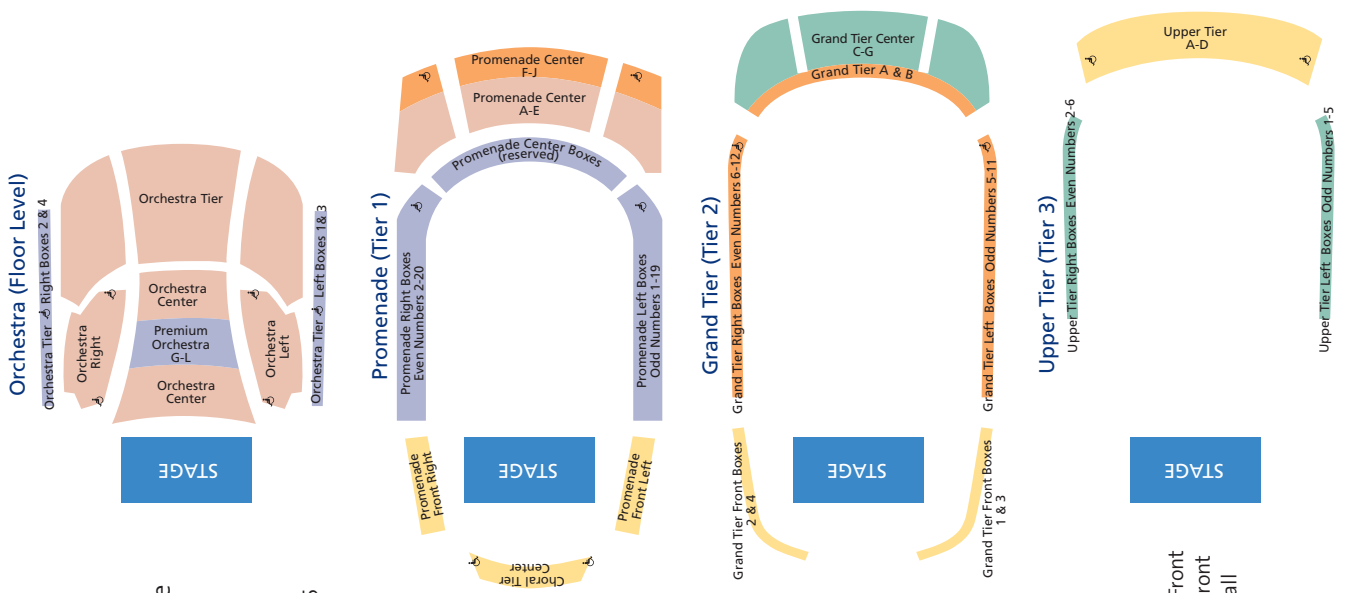 Orchestra (Floor Level)
Orchestra Tier Right Boxes 2 & 4
Orchestra Tier
Orchestra
Center
Premium
Orchestra
G-L
Orchestra
Center
Orchestra
Right
Orchestra
Left
Orchestra Tier Left Boxes 1& 3
STAGE
Promenade (Tier 1)
Promenade Center
F-J
Promenade Center
A-E
Promenade Center Boxes
(reserved)
Promenade Right Boxes
Even Numbers 2-20
Promenade Left Boxes
Odd Numbers 1-19
Promenade
Front Right
STAGE
Promenade
Front Left
Choral Tier
Center
Grand Tier (Tier 2)
Grand Tier Center
C-G
Grand Tier A & B
Grand Tier Right Boxes Even Numbers 6-12
Grand Tier Left Boxes Odd Numbers 5-11
STAGE
Grand Tier Front Boxes
2 & 4
Grand Tier Front Boxes
1 & 3
Upper Tier (Tier 3)
Upper Tier
A-D
Upper Tier Right Boxes Even Numbers 2-6
Upper Tier Left Boxes Odd Numbers 1-5
STAGE
Front
ront
all